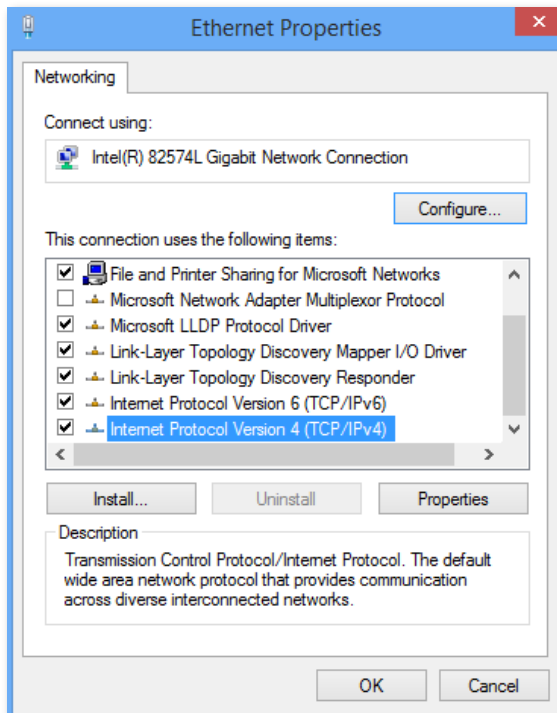 Ethernet Properties
Networking
Connect using:
Intel(R) 82574L Gigabit Network Connection
Configure...
This connection uses the following items:
File and Printer Sharing for Microsoft Networks
Microsoft Network Adapter Multiplexor Protocol
Microsoft LLDP Protocol Driver
Link-Layer Topology Discovery Mapper I/O Driver
Link-Layer Topology Discovery Responder
Internet Protocol Version 6 (TCP/IPv6)
Internet Protocol Version 4 (TCP/IPv4)
Install...
Uninstall
Properties
Description
Transmission Control Protocol/Internet Protocol. The default
wide area network protocol that provides communication
across diverse interconnected networks.
OK
Cancel